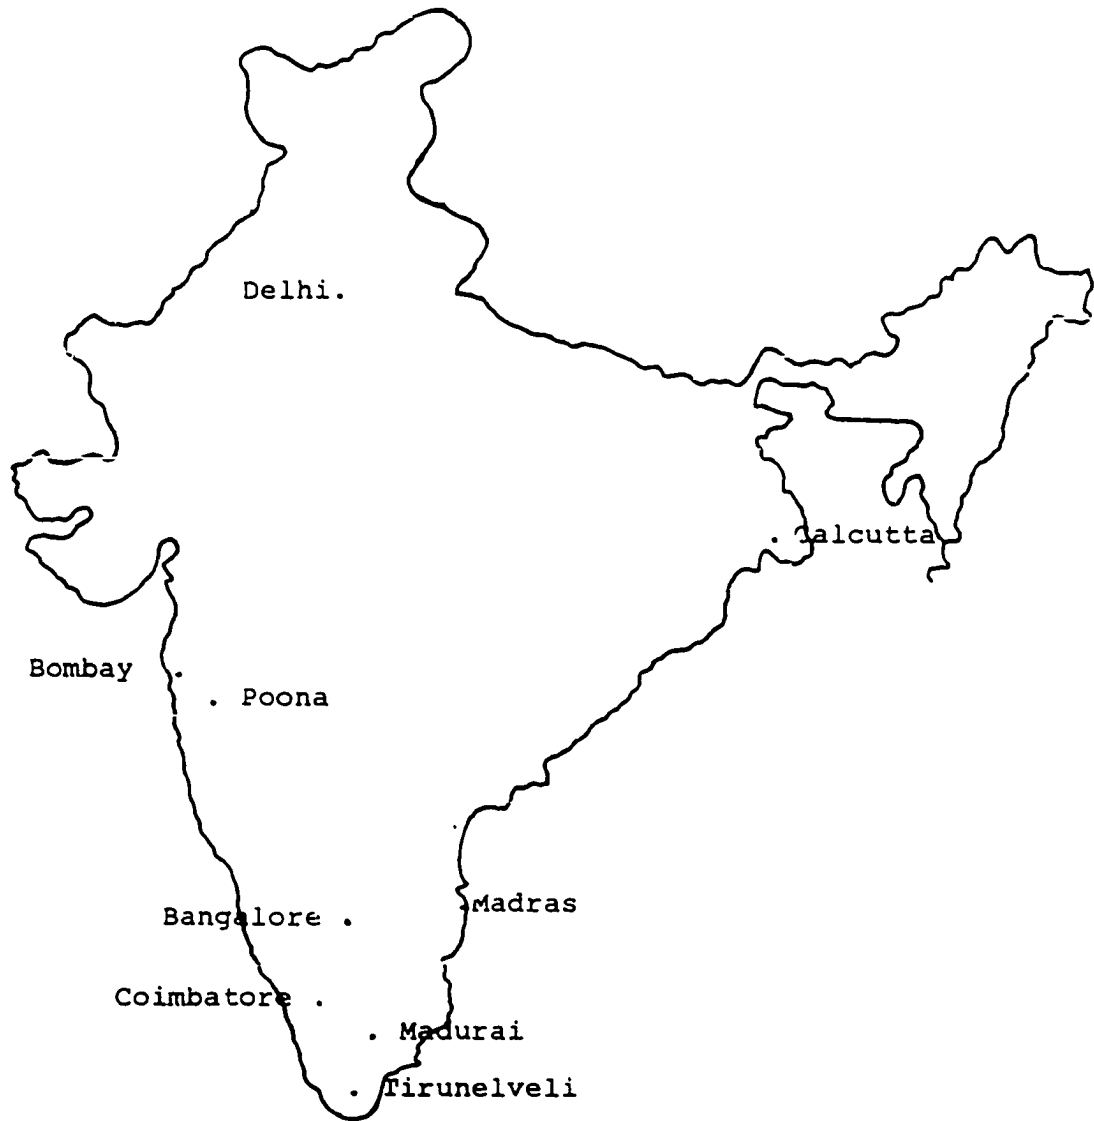 Delhi.
. Calcutta
Bombay .
. Poona
.Madras
Bangalore .
Coimbatore .
. Madurai
. Tirunelveli